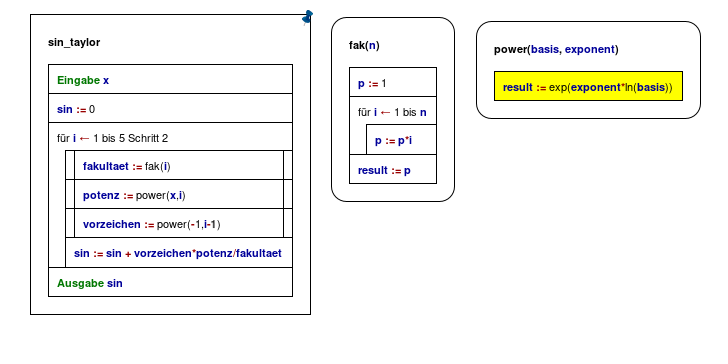 sin_taylor
Eingabe x
sin := 0
für i ← 1 bis 5 Schritt 2
fakultaet := fak(i)
potenz := power(x,i)
vorzeichen := power(-1,i-1)
sin := sin + vorzeichen*potenz/fakultaet
Ausgabe sin
fak(n)
p := 1
für i ← 1 bis n
p := p*i
result := p
power(basis, exponent)
result := exp(exponent*ln(basis))